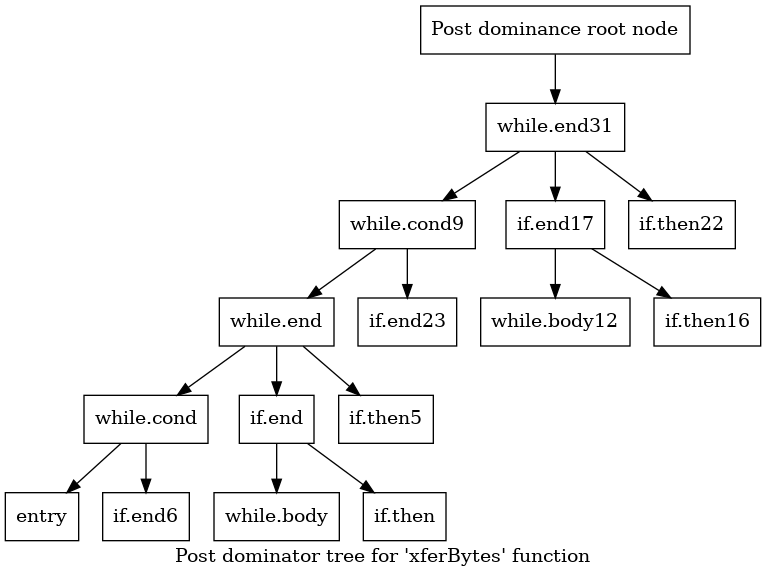 Post dominance root node
while.end31
while.cond9
if.end17
if.then22
while.end
if.end23
while.body12
if.then16
while.cond
if.end
if.then5
entry
if.end6
while.body
if.then
Post dominator tree for 'xferBytes' function